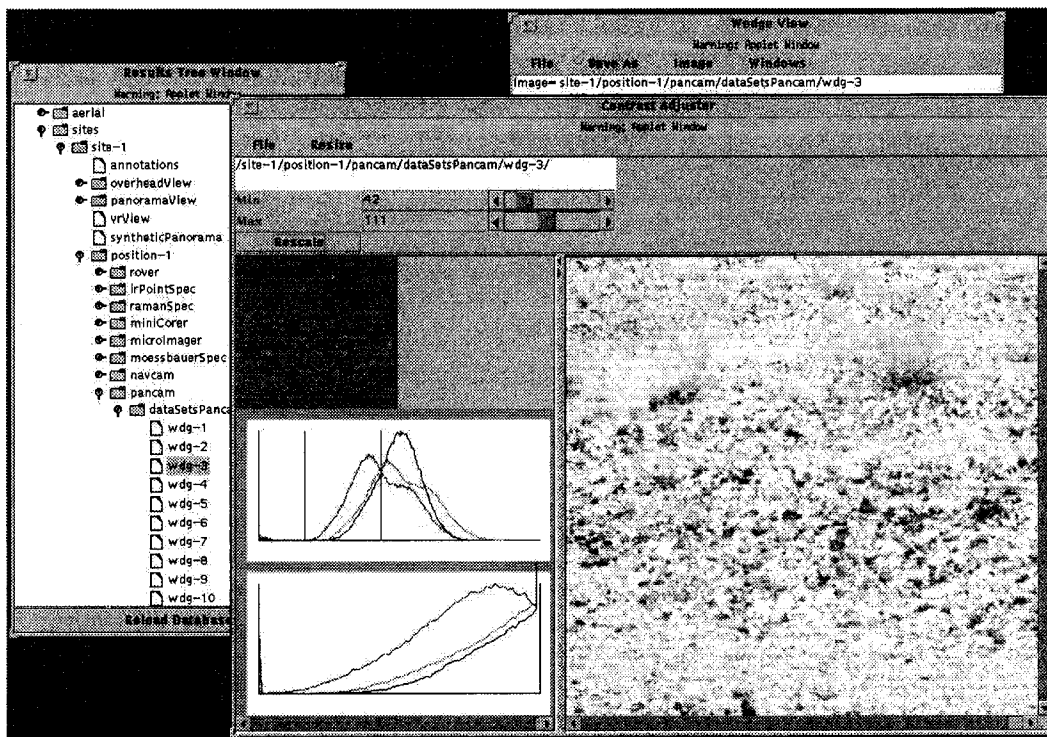 Wedge View
Warning: Applet Window
File Save As Image Windows
Image= site-1/position-1/pancam/dataSetsPancam/wdg-3
Results Tree Window
Warning: Applet Window
aerial
sites
site-1
annotations
overheadView
panoramaView
vrView
syntheticPanorama
position-1
rover
irPointSpec
ramanSpec
miniCorer
microImager
moessbauerSpec
navcam
pancam
dataSetsPanca
wdg-1
wdg-2
wdg-3
wdg-4
wdg-5
wdg-6
wdg-7
wdg-8
wdg-9
wdg-10
Reload Database
Contrast Adjuster
Warning: Applet Window
File Resize
/site-1/position-1/pancam/dataSetsPancam/wdg-3/
Min 42
Max 111
Rescale